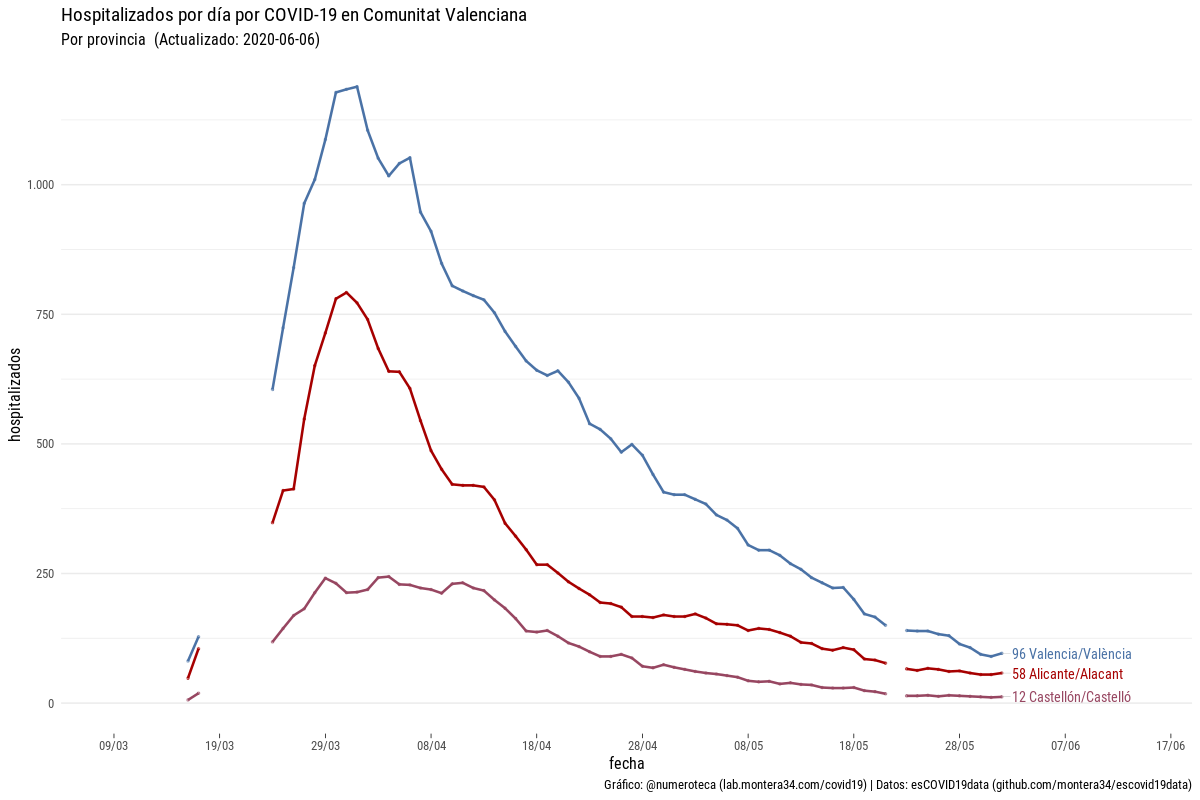 Hospitalizados por día por COVID-19 en Comunitat Valenciana
Por provincia (Actualizado: 2020-06-06)
hospitalizados
1.000
750
500
250
0
96 Valencia/València
58 Alicante/Alacant
12 Castellón/Castelló
09/03 19/03 29/03 08/04 18/04 28/04 08/05 18/05 28/05 07/06 17/06
fecha
Gráfico: @numeroteca (lab.montera34.com/covid19) | Datos: esCOVID19data (github.com/montera34/escovid19data)